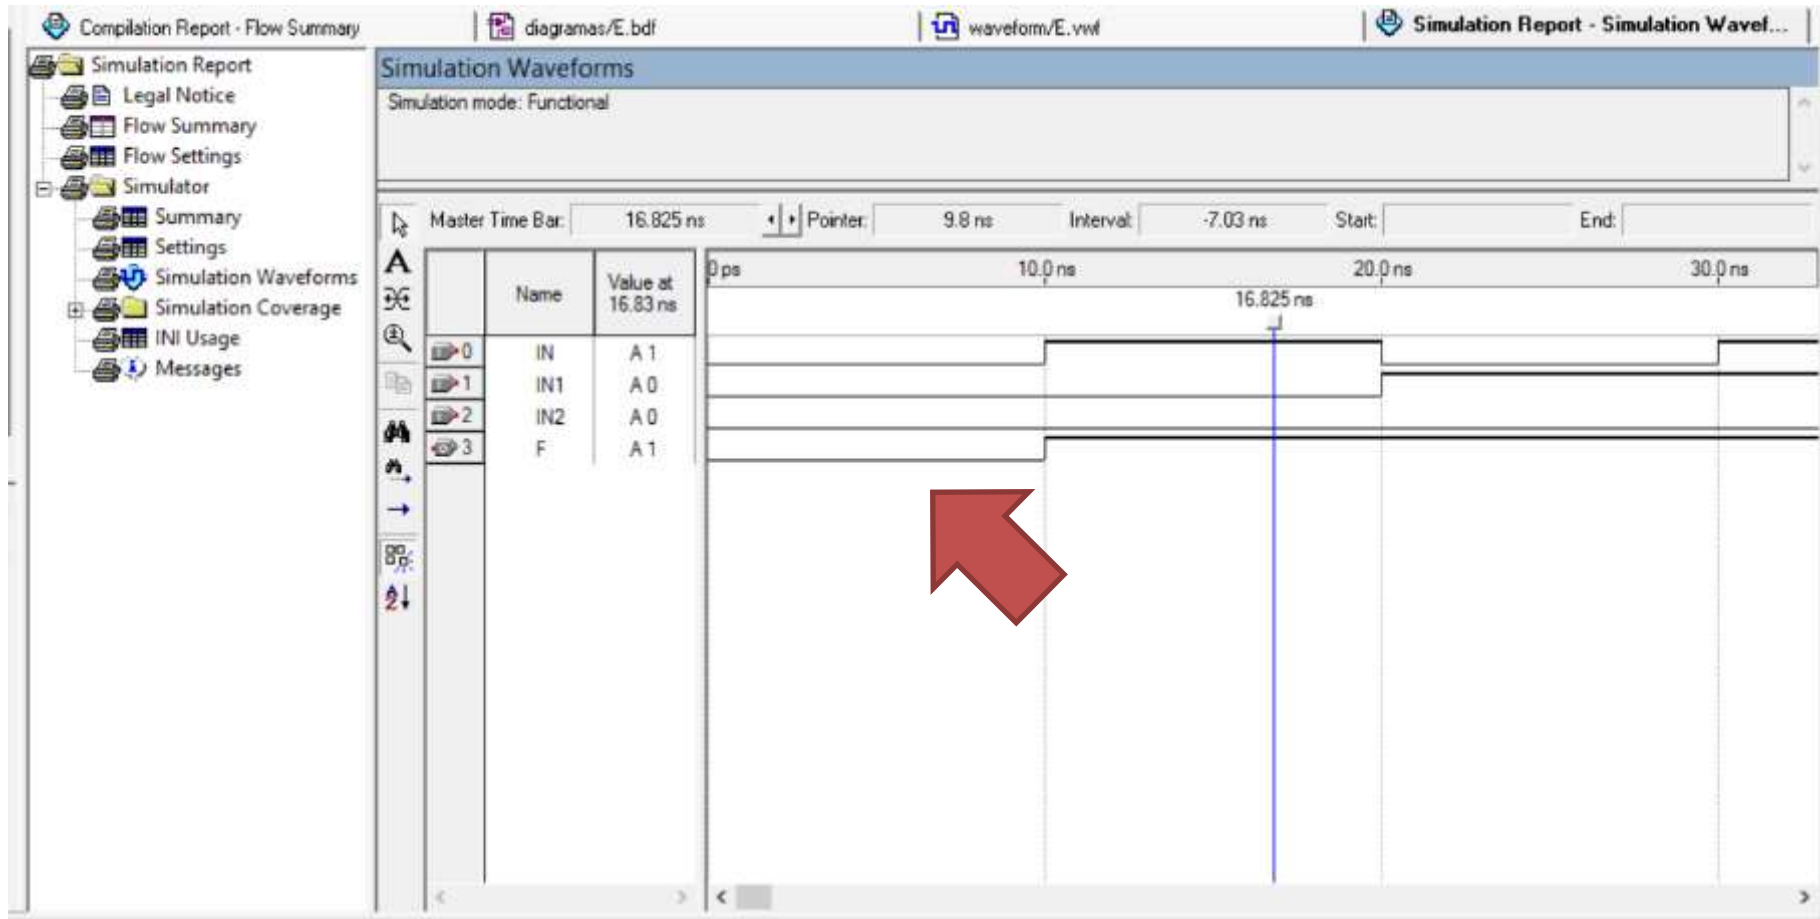 Compilation Report - Flow Summary
diagramas/E.bdf
waveform/E.vwf
Simulation Report - Simulation Wavef...
Simulation Report
Legal Notice
Flow Summary
Flow Settings
Simulator
Summary
Settings
Simulation Waveforms
Simulation Coverage
INI Usage
Messages
Simulation Waveforms
Simulation mode: Functional
Master Time Bar: 16.825 ns Pointer: 9.8 ns Interval: -7.03 ns Start: End:
Name
Value at
16.83 ns
0 ps 10.0 ns 20.0 ns 30.0 ns
16.825 ns
0 IN A 1
1 IN1 A 0
2 IN2 A 0
3 F A 1